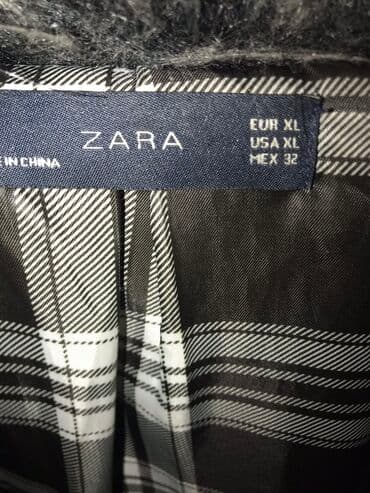 ZARA
EUR XL
USA XL
MEX 32
E IN CHINA